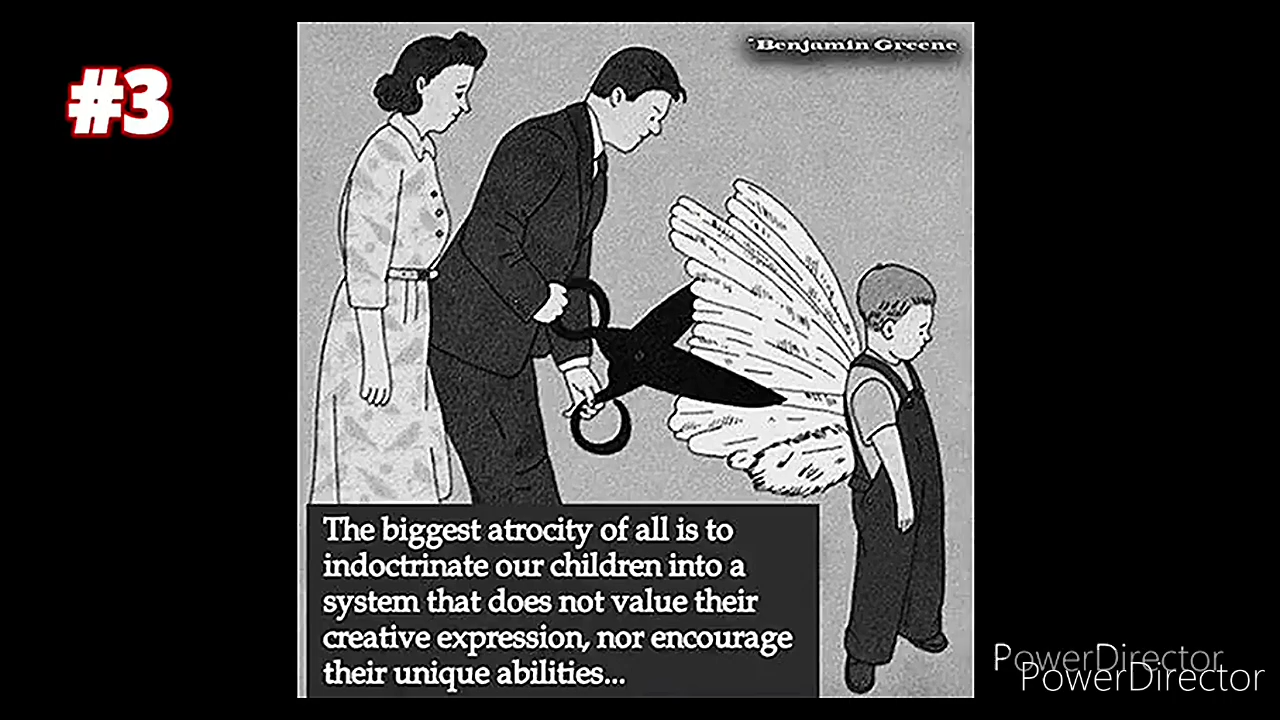 #3
*Benjamin Greene
The biggest atrocity of all is to
indoctrinate our children into a
system that does not value their
creative expression, nor encourage
their unique abilities...
PowerDirector
PowerDirector